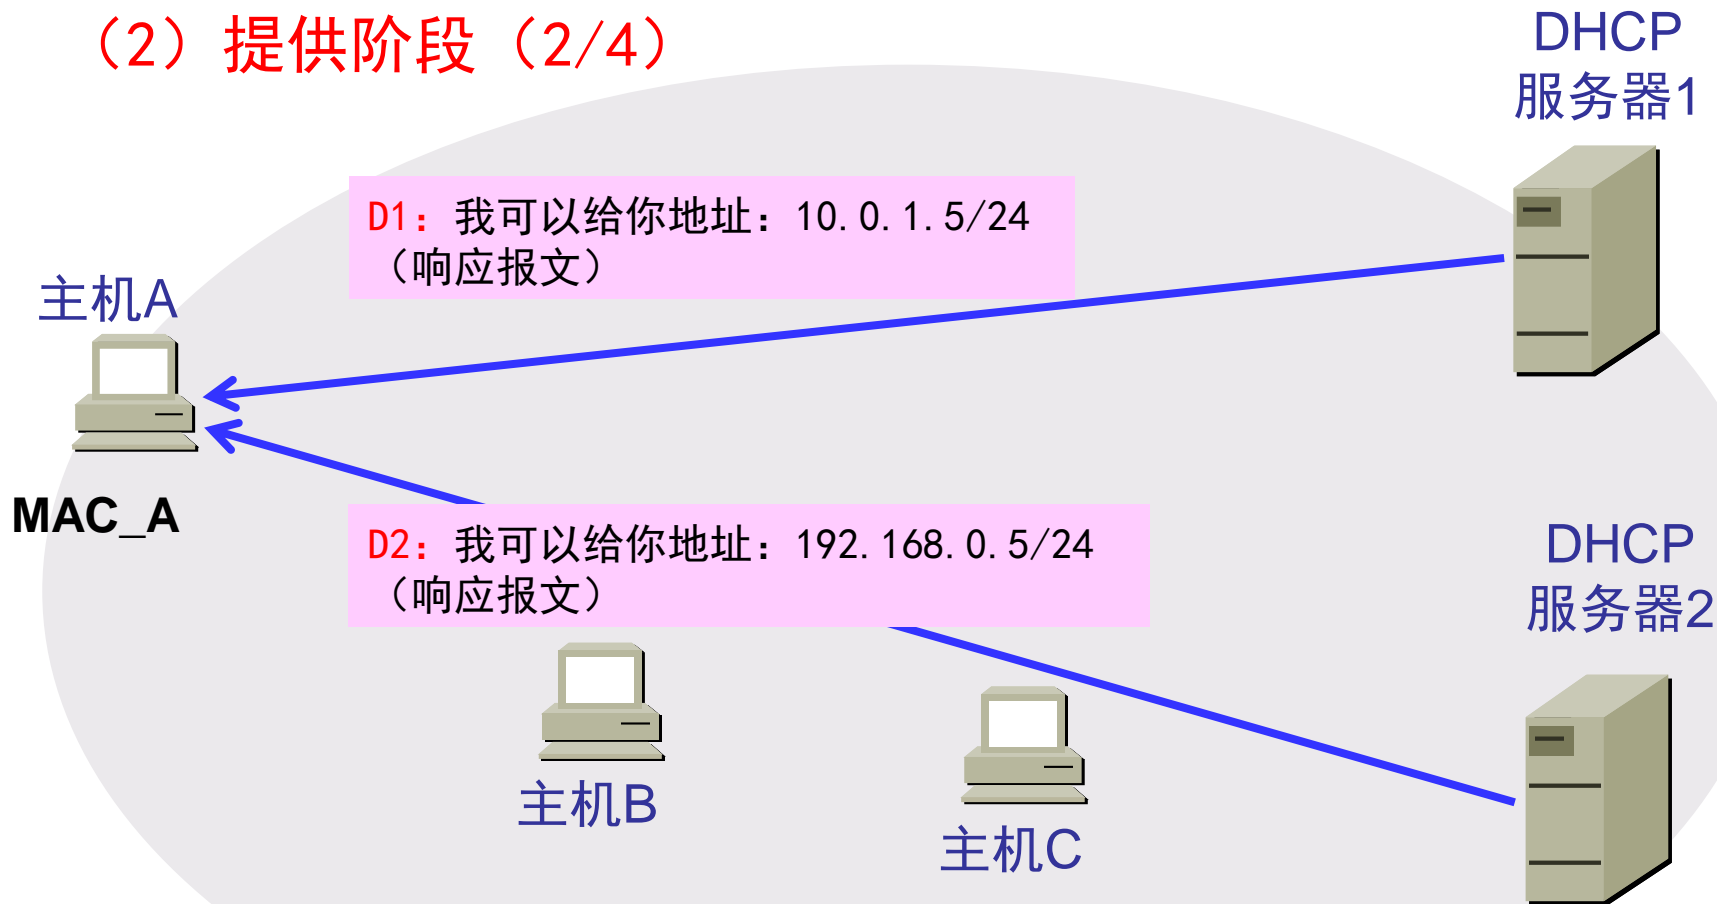 （2）提供阶段（2/4）
DHCP
服务器1
D1：我可以给你地址：10.0.1.5/24
（响应报文）
主机A
MAC_A
D2：我可以给你地址：192.168.0.5/24
（响应报文）
DHCP
服务器2
主机B
主机C